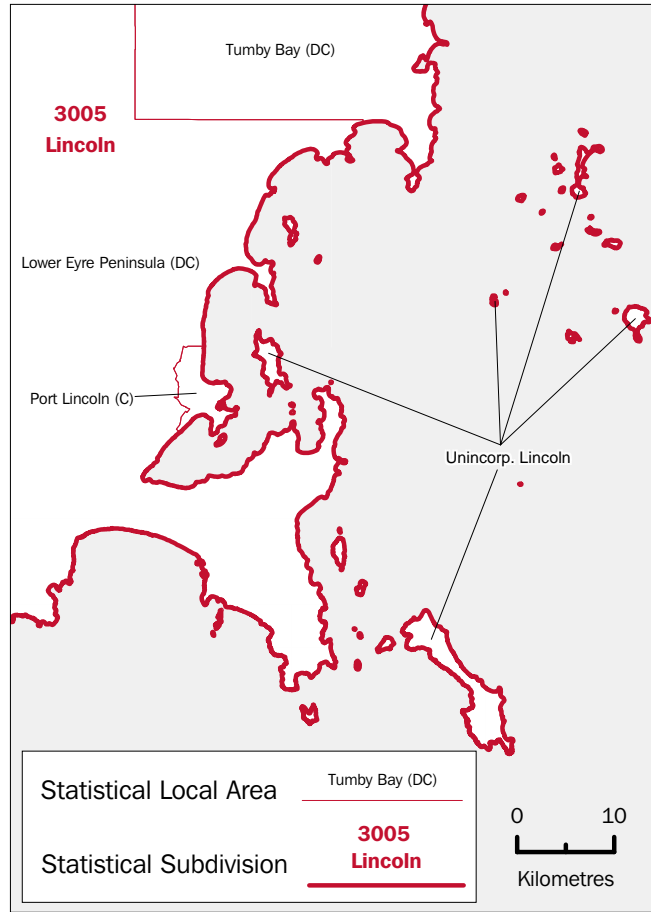 Tumby Bay (DC)
3005
Lincoln
Lower Eyre Peninsula (DC)
Port Lincoln (C)
Unincorp. Lincoln
Statistical Local Area
Tumby Bay (DC)
Statistical Subdivision
3005
Lincoln
0 10
Kilometres